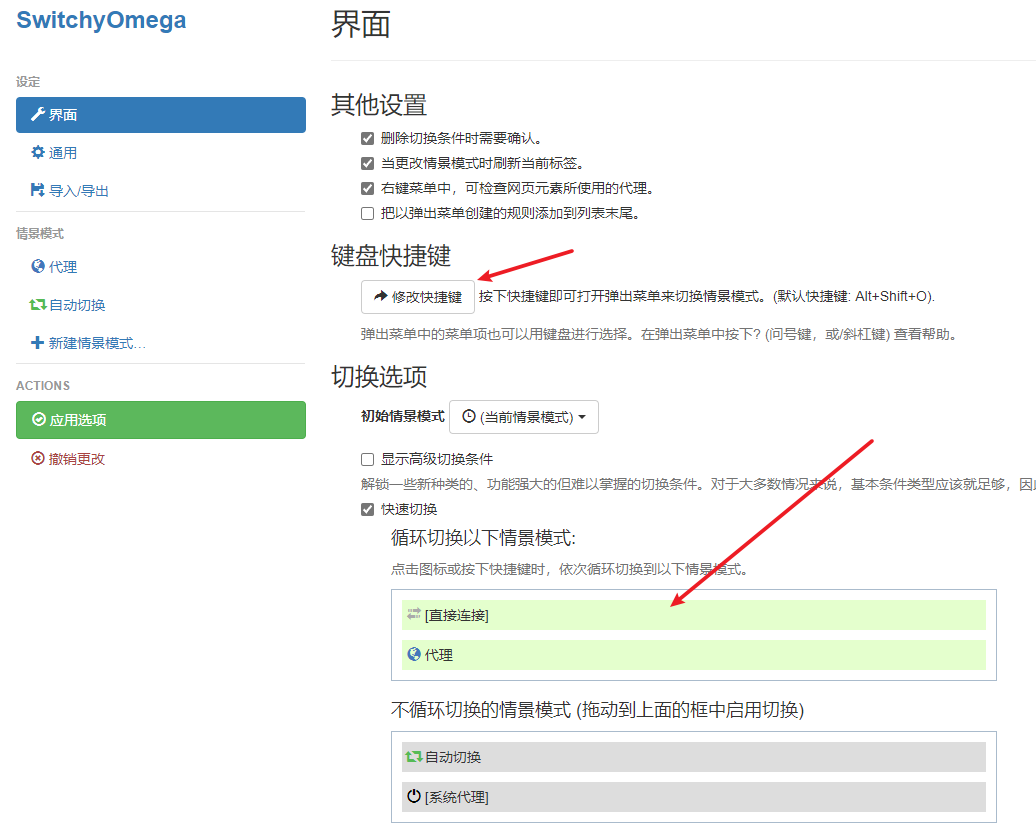 SwitchyOmega
设定
界面
通用
导入/导出
情景模式
代理
自动切换
新建情景模式...
ACTIONS
应用选项
撤销更改
界面
其他设置
删除切换条件时需要确认。
当更改情景模式时刷新当前标签。
右键菜单中，可检查网页元素所使用的代理。
把以弹出菜单创建的规则添加到列表末尾。
键盘快捷键
修改快捷键 按下快捷键即可打开弹出菜单来切换情景模式。(默认快捷键: Alt+Shift+O).
弹出菜单中的菜单项也可以用键盘进行选择。在弹出菜单中按下? (问号键，或/斜杠键) 查看帮助。
切换选项
初始情景模式 (当前情景模式)
显示高级切换条件
解锁一些新种类的、功能强大的但难以掌握的切换条件。对于大多数情况来说，基本条件类型应该就足够，因
快速切换
循环切换以下情景模式:
点击图标或按下快捷键时，依次循环切换到以下情景模式。
[直接连接]
代理
不循环切换的情景模式 (拖动到上面的框中启用切换)
自动切换
[系统代理]